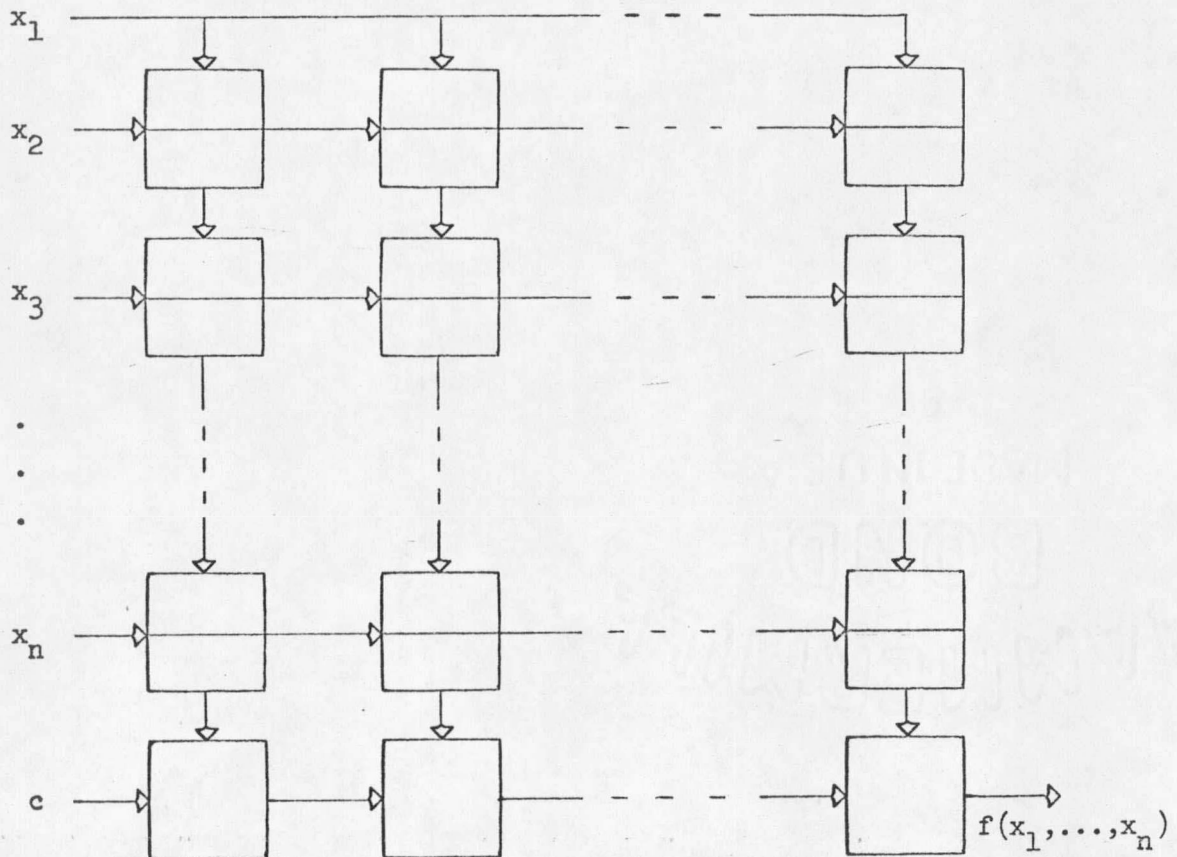 x₁
x₂
x₃
.
.
.
xₙ
c
f(x₁,...,xₙ)